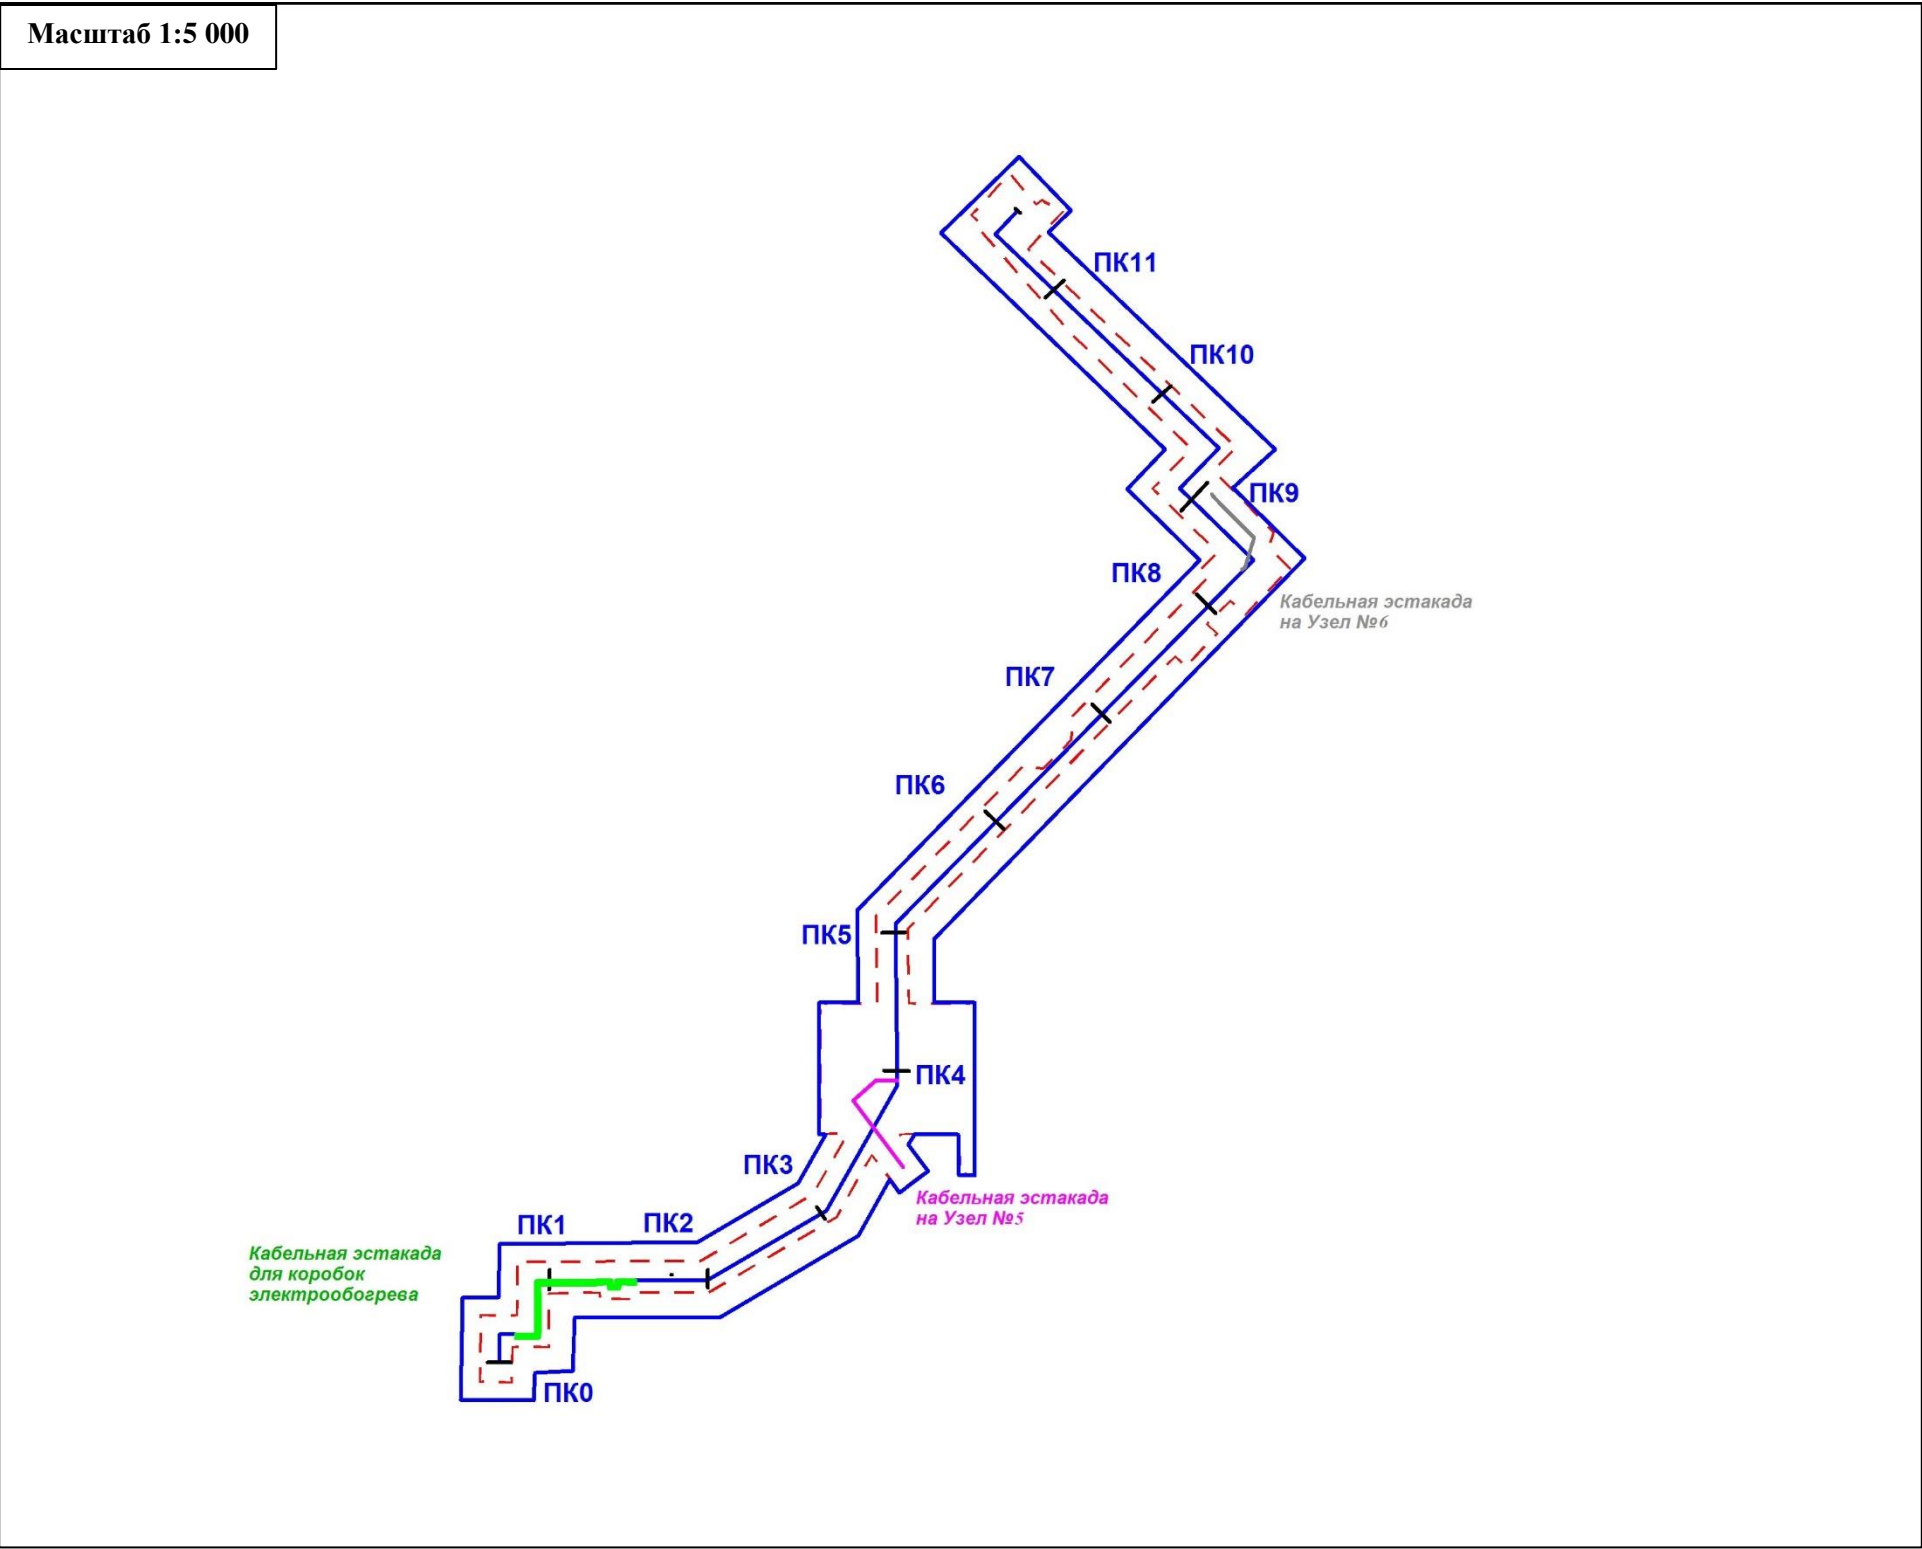 Масштаб 1:5 000
ПК11
ПК10
ПК9
ПК8
Кабельная эстакада
на Узел №6
ПК7
ПК6
ПК5
ПК4
ПК3
Кабельная эстакада
на Узел №5
ПК1
ПК2
Кабельная эстакада
для коробок
электрообогрева
ПК0